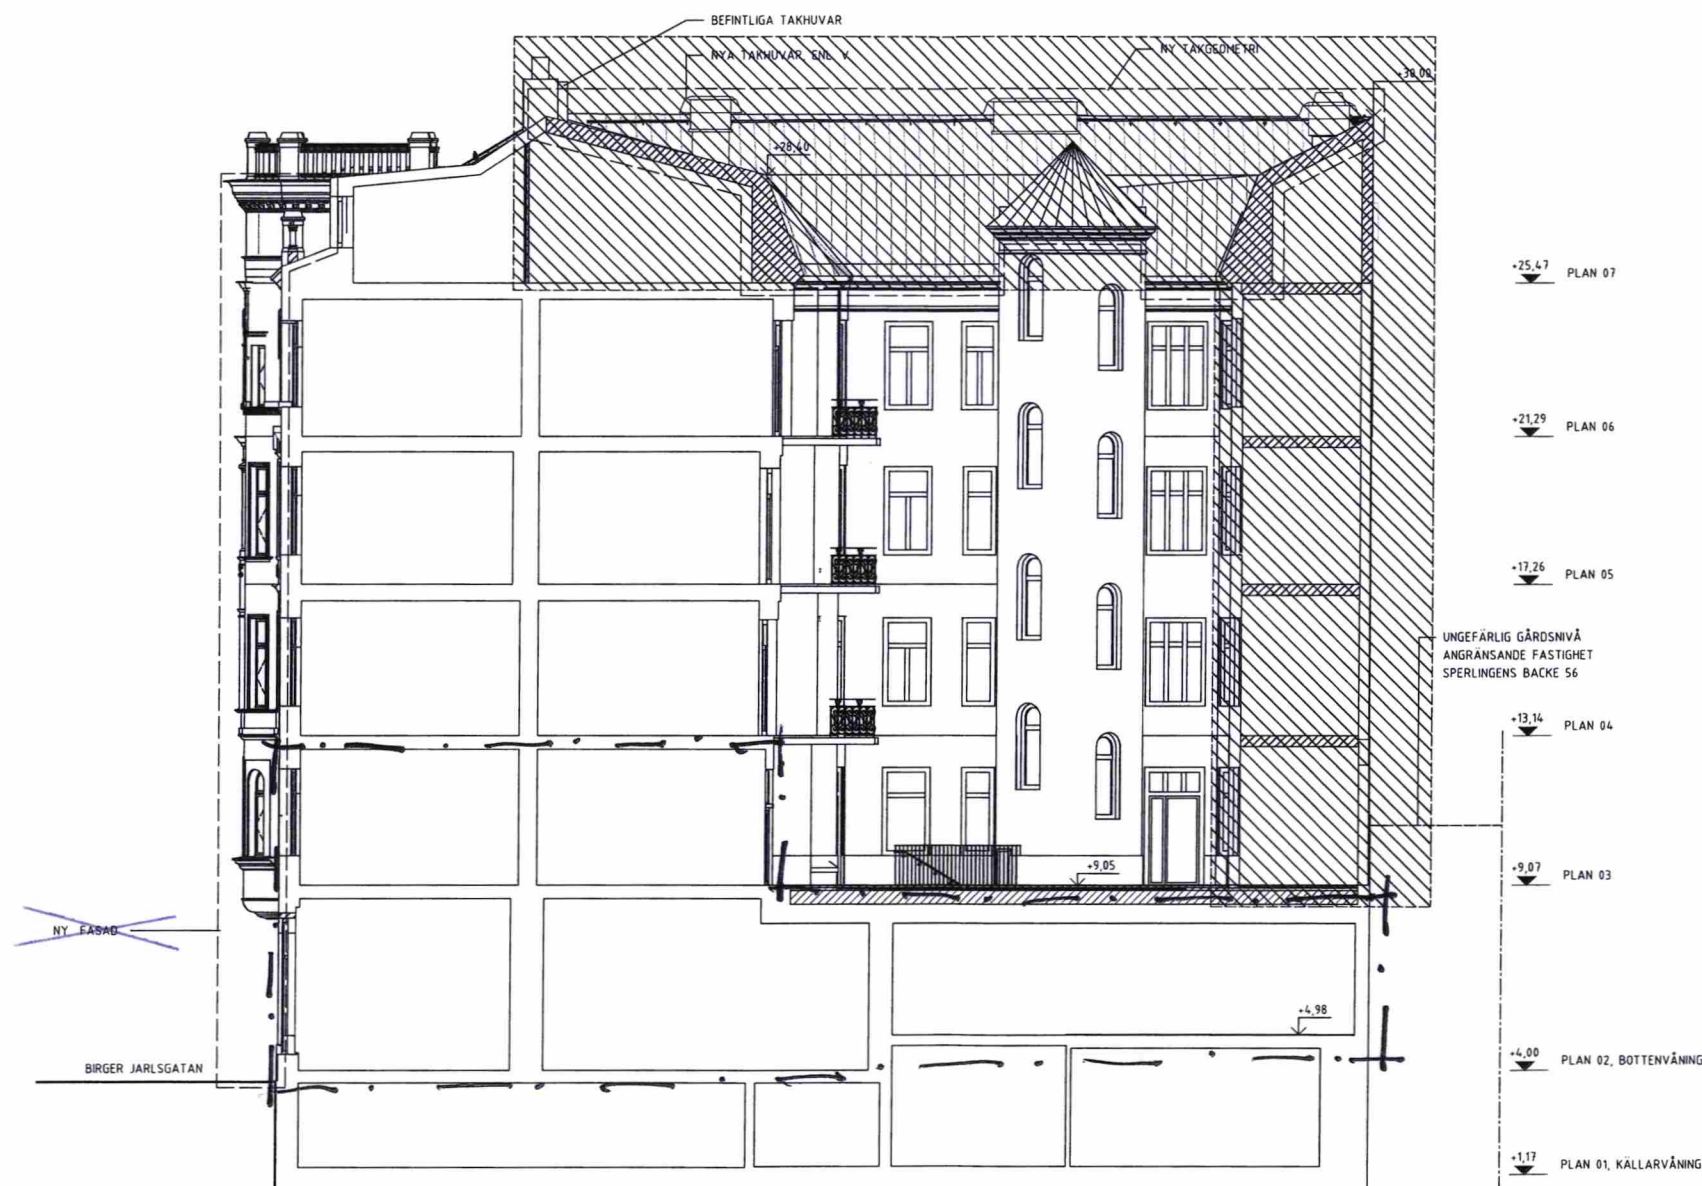 BEFINTLIGA TAKHUVAR
NYA TAKHUVAR, ENL. V
NY TAKGEOMETRI
+30,00
+28,40
+25,47 PLAN 07
+21,29 PLAN 06
+17,26 PLAN 05
UNGEFÄRLIG GÅRDSNIVÅ
ANGRÄNSANDE FASTIGHET
SPERLINGENS BACKE 56
+13,14 PLAN 04
+9,05
+9,07 PLAN 03
NY FASAD
+4,98
BIRGER JARLSGATAN
+4,00 PLAN 02, BOTTENVÅNING
+1,17 PLAN 01, KÄLLARVÅNING